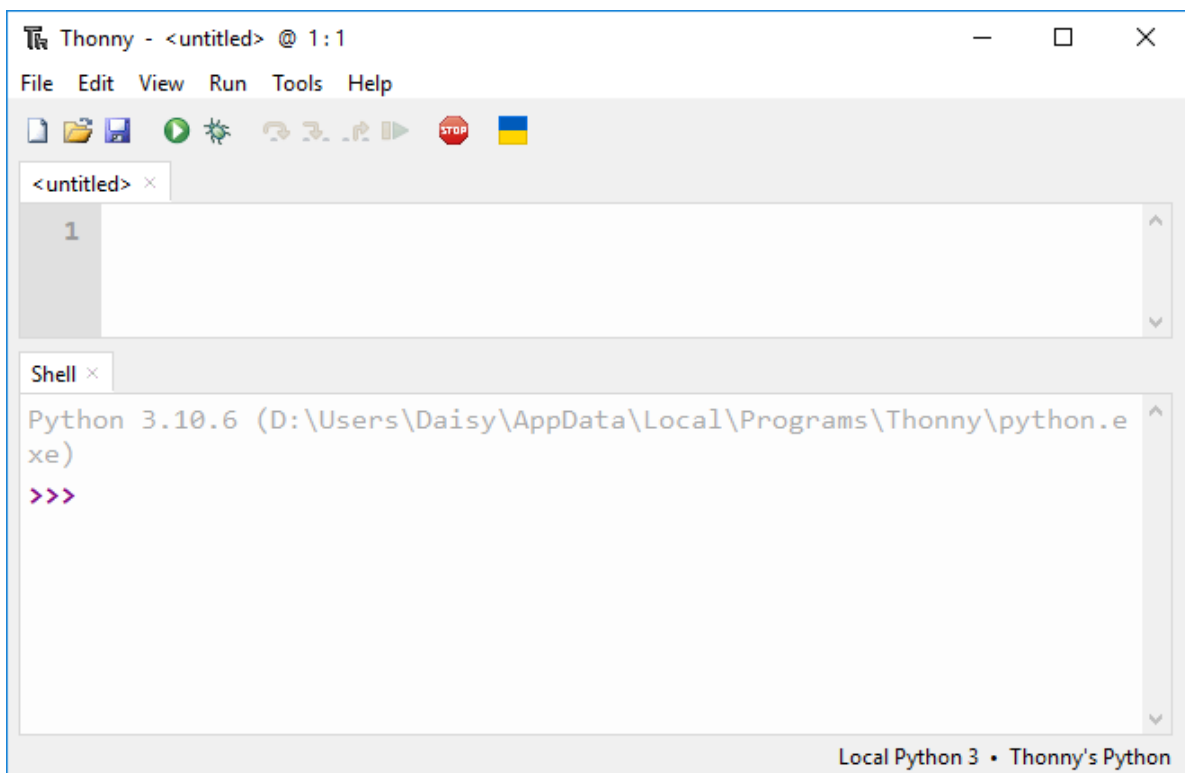 Thonny - <untitled> @ 1:1
File Edit View Run Tools Help
STOP
<untitled>
1
Shell
Python 3.10.6 (D:\Users\Daisy\AppData\Local\Programs\Thonny\python.e
xe)
>>>
Local Python 3 • Thonny's Python